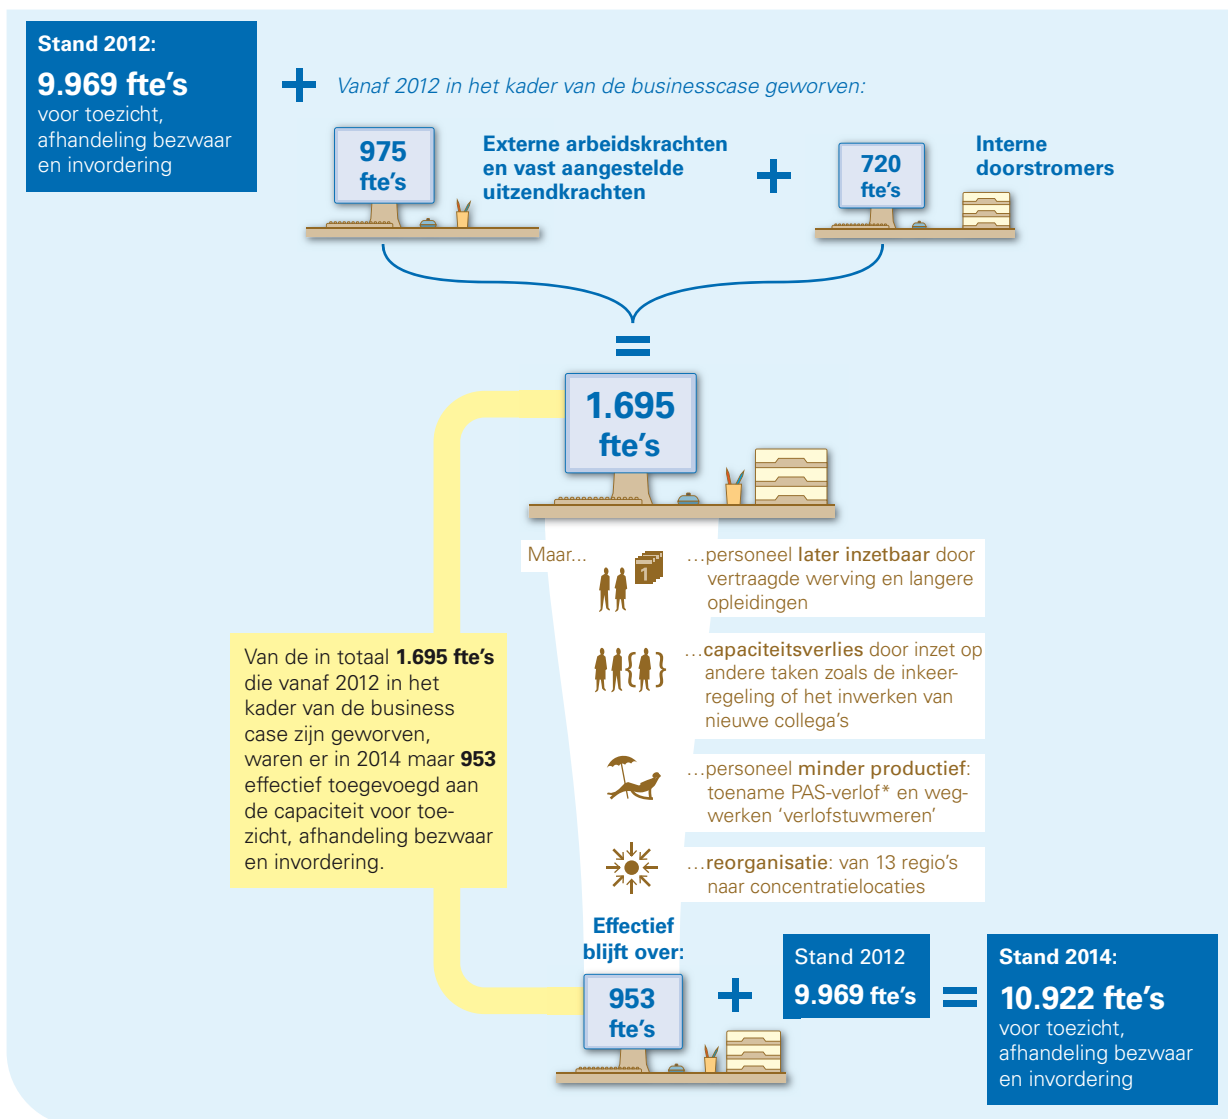 Stand 2012:
9.969 fte's
voor toezicht,
afhandeling bezwaar
en invordering
+
Vanaf 2012 in het kader van de businesscase geworven:
975
fte's
Externe arbeidskrachten
en vast aangestelde
uitzendkrachten
+
720
fte's
Interne
doorstromers
=
1.695
fte's
Maar...
...personeel later inzetbaar door
vertraagde werving en langere
opleidingen
1
...capaciteitsverlies door inzet op
andere taken zoals de inkeer-
regeling of het inwerken van
nieuwe collega's
{ }
...personeel minder productief:
toename PAS-verlof* en weg-
werken 'verlofstuwmeren'
...reorganisatie: van 13 regio's
naar concentratielocaties
Van de in totaal 1.695 fte's
die vanaf 2012 in het
kader van de business
case zijn geworven,
waren er in 2014 maar 953
effectief toegevoegd aan
de capaciteit voor toe-
zicht, afhandeling bezwaar
en invordering.
Effectief
blijft over:
953
fte's
+
Stand 2012
9.969 fte's
=
Stand 2014:
10.922 fte's
voor toezicht,
afhandeling bezwaar
en invordering